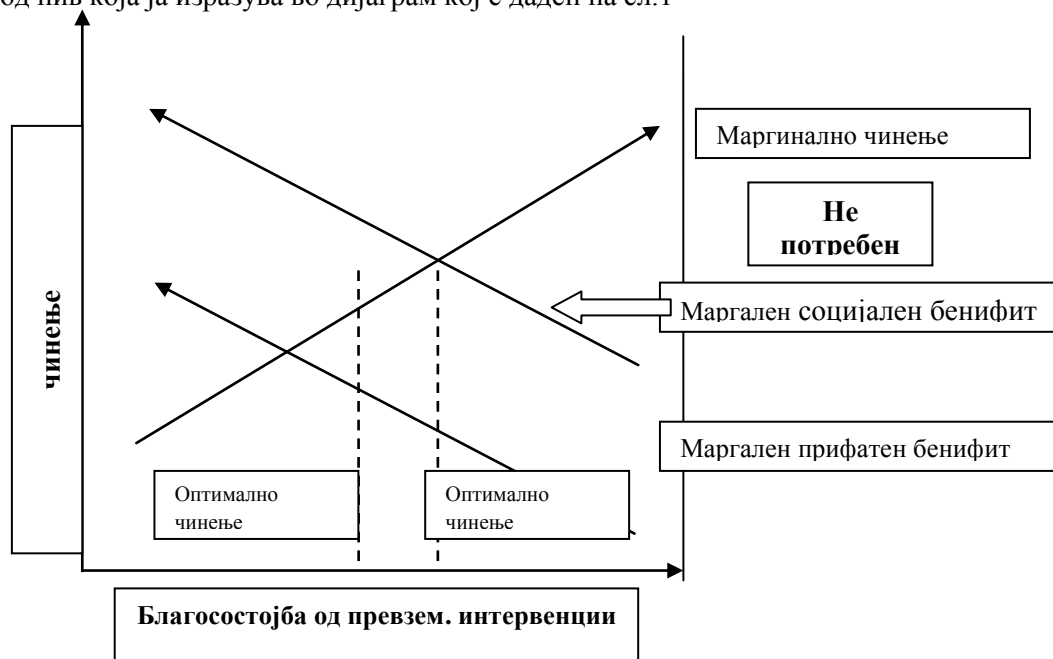 од нив која ја изразува во дијаграм кој е даден на сл.1
Маргинално чинење
Не
потребен
чинење
Маргален социјален бенифит
Маргален прифатен бенифит
Оптимално
чинење
Оптимално
чинење
Благосостојба од превзем. интервенции